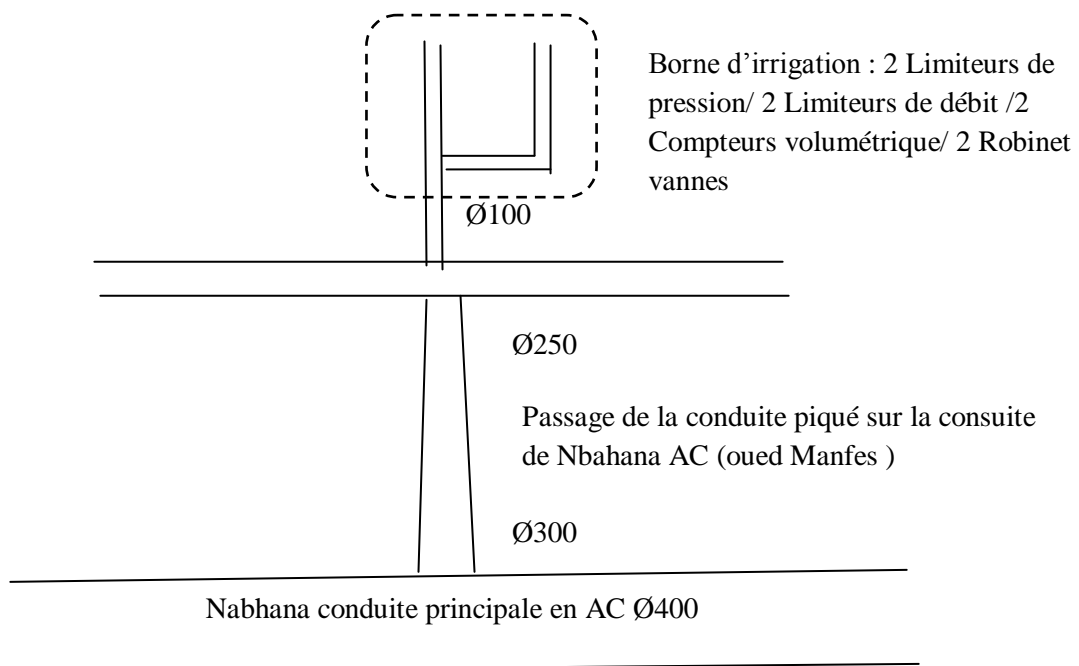 Borne d’irrigation : 2 Limiteurs de
pression/ 2 Limiteurs de débit /2
Compteurs volumétrique/ 2 Robinet
vannes
Ø100
Ø250
Passage de la conduite piqué sur la consuite
de Nbahana AC (oued Manfes )
Ø300
Nabhana conduite principale en AC Ø400